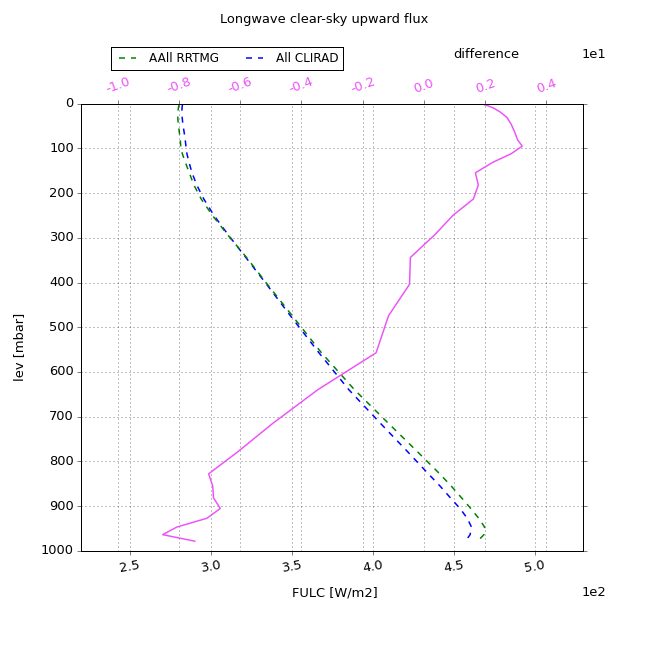 Longwave clear-sky upward flux
AAll RRTMG All CLIRAD
difference 1e1
-1.0 -0.8 -0.6 -0.4 -0.2 0.0 0.2 0.4
0
100
200
300
400
500
600
700
800
900
1000
lev [mbar]
2.5 3.0 3.5 4.0 4.5 5.0
FULC [W/m2] 1e2